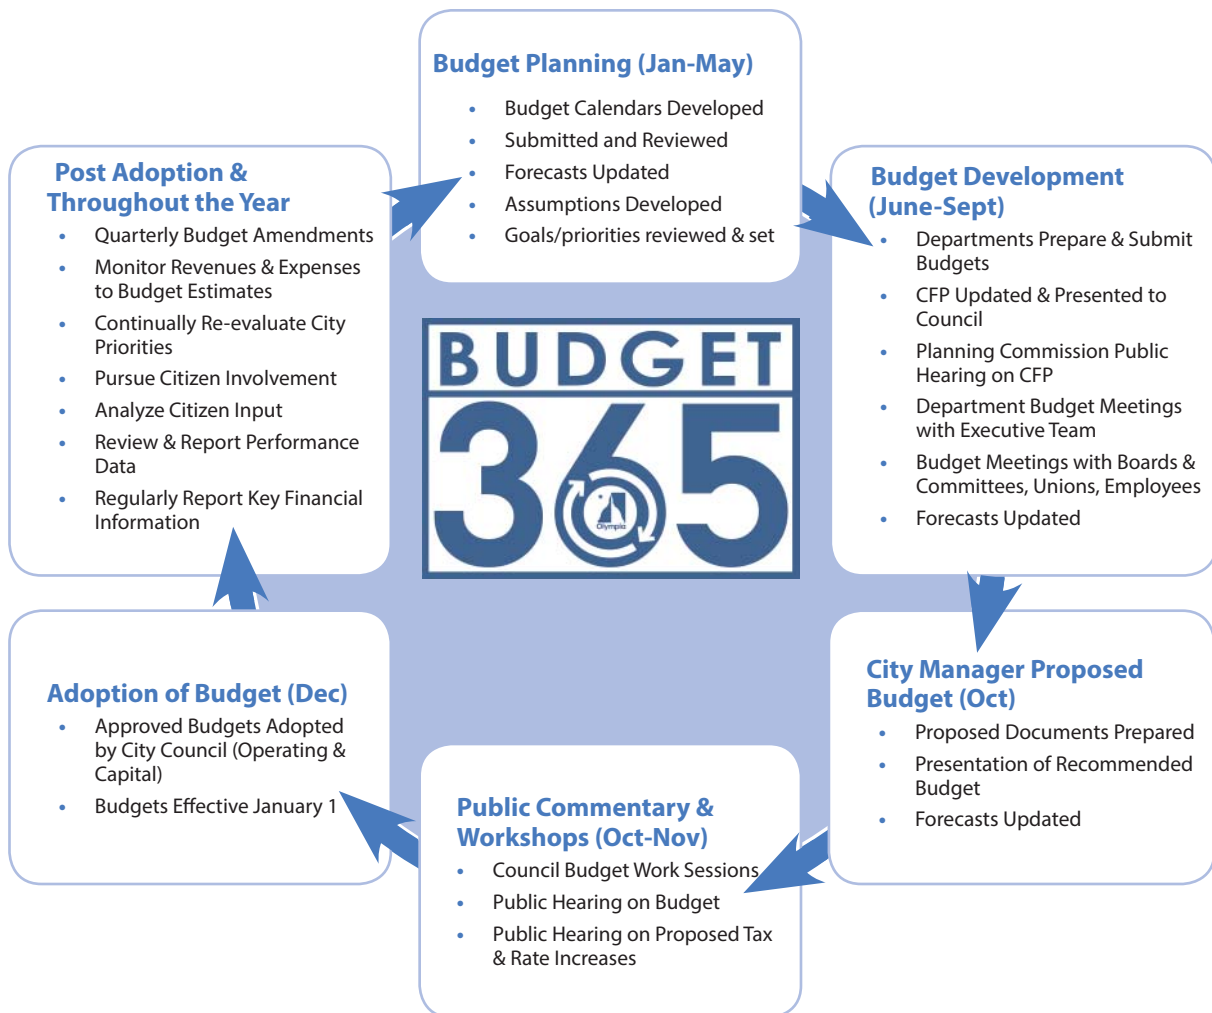 Budget Planning (Jan-May)
• Budget Calendars Developed
• Submitted and Reviewed
• Forecasts Updated
• Assumptions Developed
• Goals/priorities reviewed & set
Budget Development
(June-Sept)
• Departments Prepare & Submit
Budgets
• CFP Updated & Presented to
Council
• Planning Commission Public
Hearing on CFP
• Department Budget Meetings
with Executive Team
• Budget Meetings with Boards &
Committees, Unions, Employees
• Forecasts Updated
City Manager Proposed
Budget (Oct)
• Proposed Documents Prepared
• Presentation of Recommended
Budget
• Forecasts Updated
Public Commentary &
Workshops (Oct-Nov)
• Council Budget Work Sessions
• Public Hearing on Budget
• Public Hearing on Proposed Tax
& Rate Increases
Adoption of Budget (Dec)
• Approved Budgets Adopted
by City Council (Operating &
Capital)
• Budgets Effective January 1
Post Adoption &
Throughout the Year
• Quarterly Budget Amendments
• Monitor Revenues & Expenses
to Budget Estimates
• Continually Re-evaluate City
Priorities
• Pursue Citizen Involvement
• Analyze Citizen Input
• Review & Report Performance
Data
• Regularly Report Key Financial
Information
BUDGET
365
Olympia